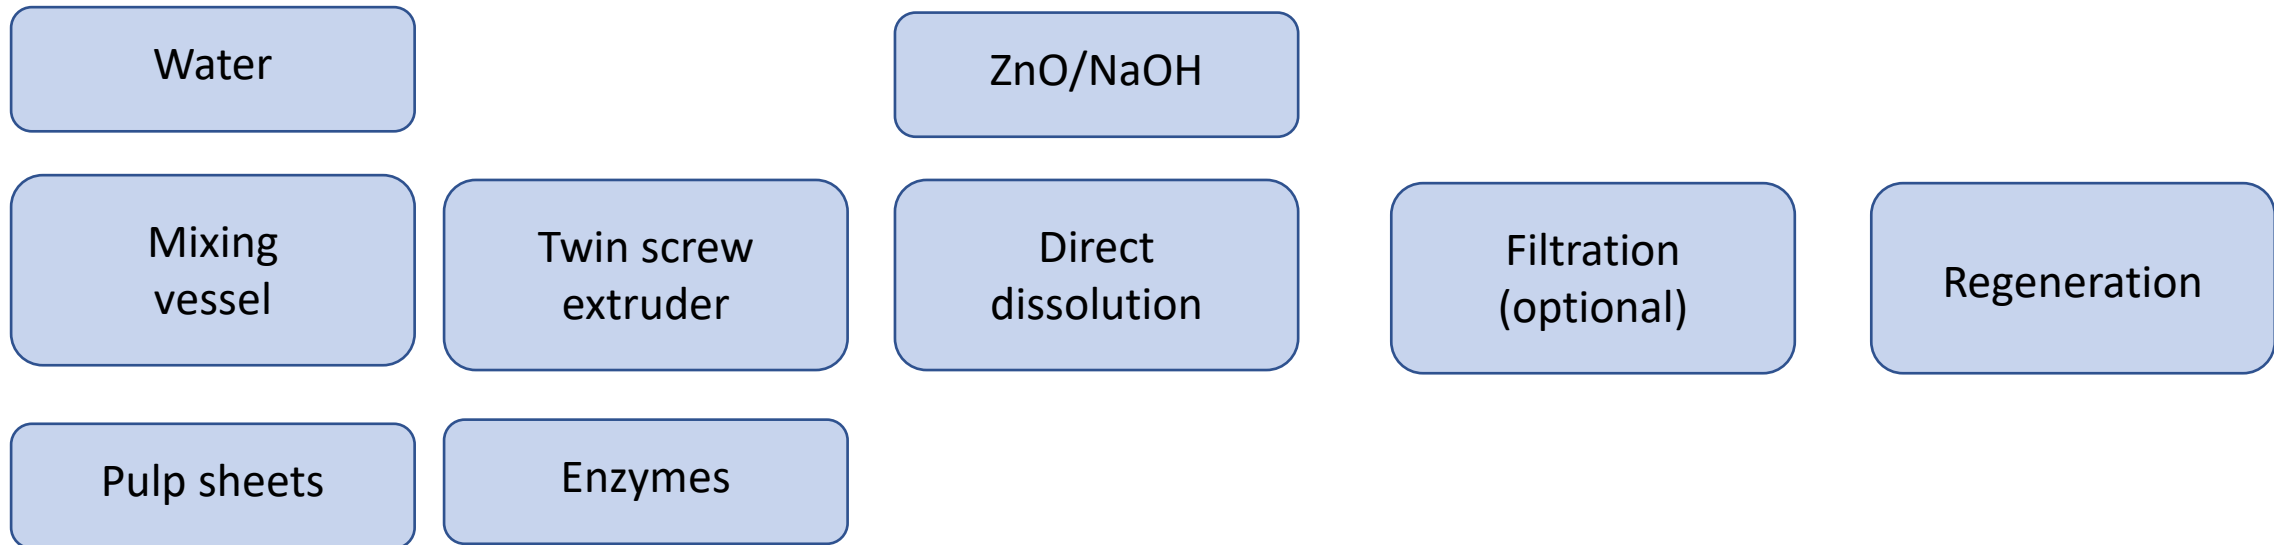 Water
ZnO/NaOH
Mixing
vessel
Twin screw
extruder
Direct
dissolution
Filtration
(optional)
Regeneration
Pulp sheets
Enzymes